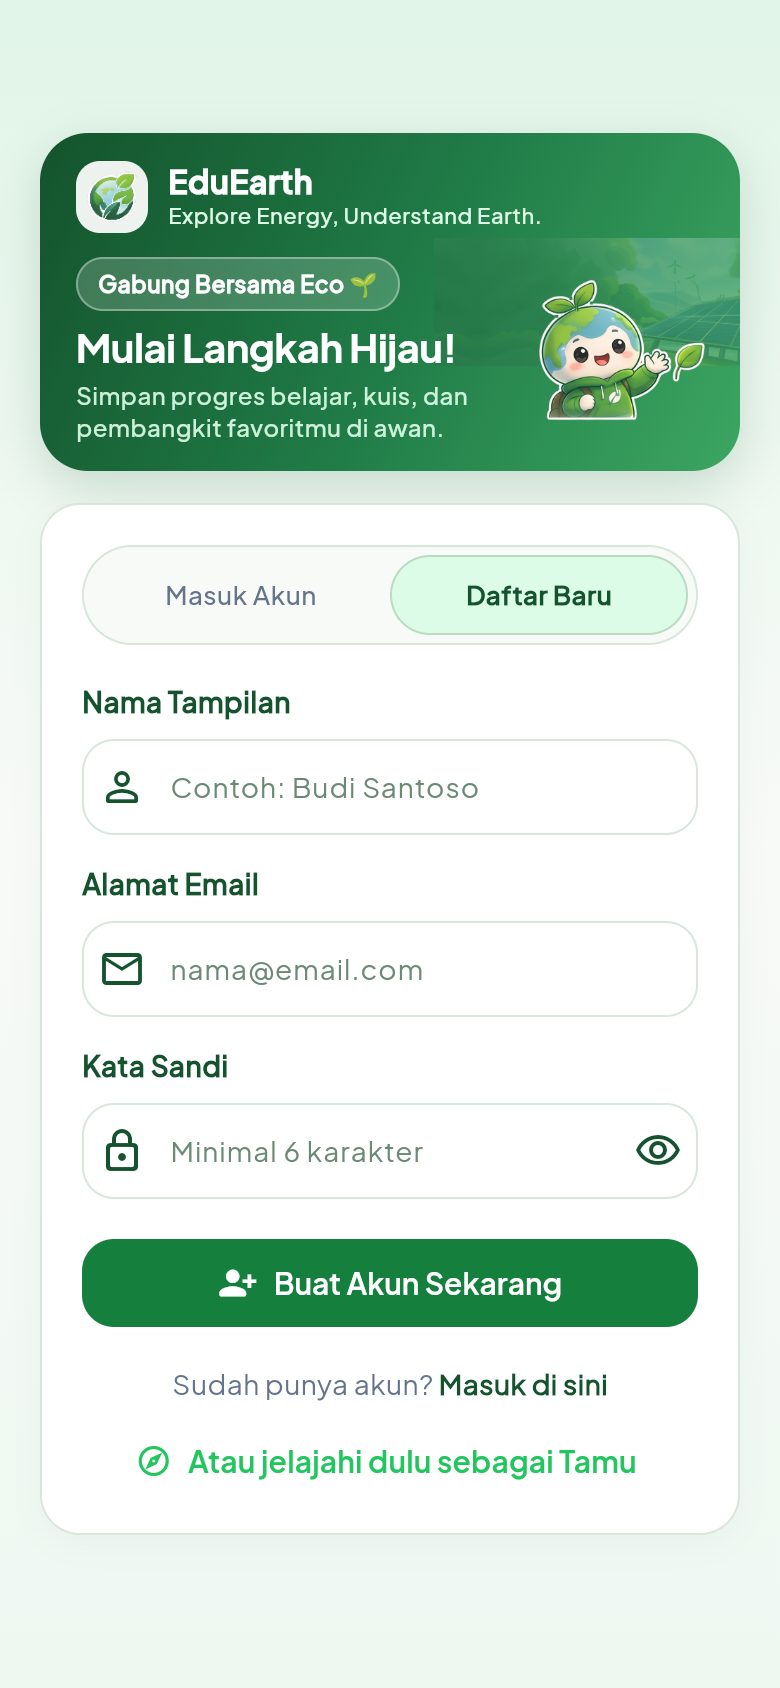 EduEarth
Explore Energy, Understand Earth.
Gabung Bersama Eco 🌱
Mulai Langkah Hijau!
Simpan progres belajar, kuis, dan
pembangkit favoritmu di awan.
Masuk Akun
Daftar Baru
Nama Tampilan
Contoh: Budi Santoso
Alamat Email
nama@email.com
Kata Sandi
Minimal 6 karakter
Buat Akun Sekarang
Sudah punya akun? Masuk di sini
Atau jelajahi dulu sebagai Tamu